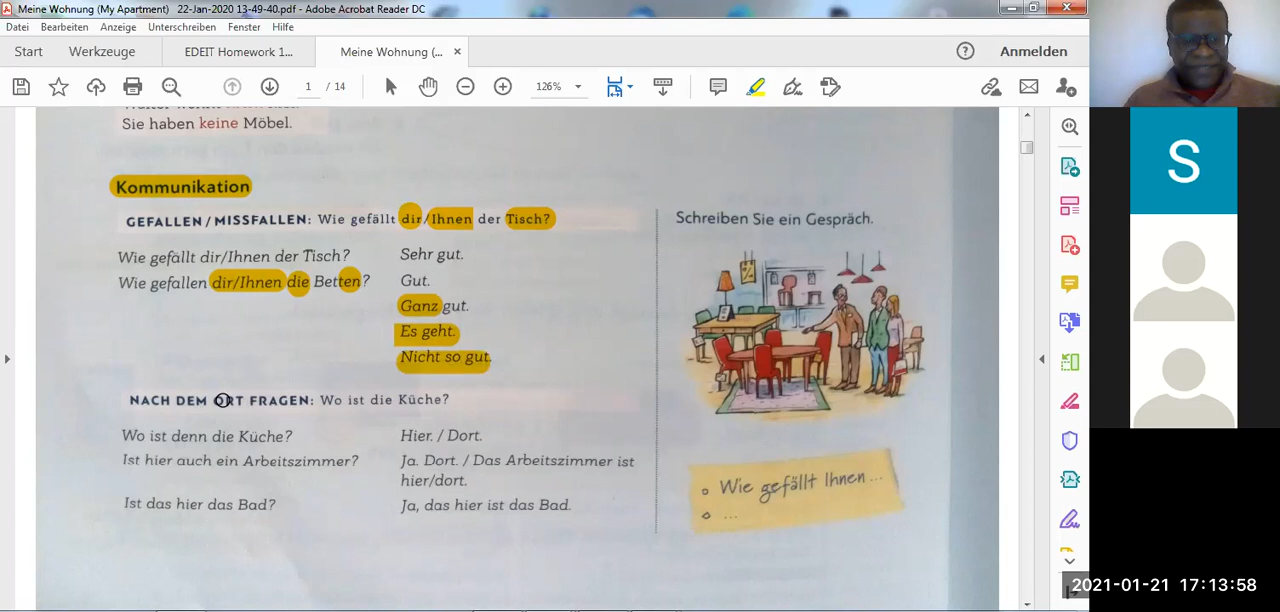 Meine Wohnung (My Apartment) 22-Jan-2020 13-49-40.pdf - Adobe Acrobat Reader DC
Datei Bearbeiten Anzeige Unterschreiben Fenster Hilfe
Start Werkzeuge EDEIT Homework 1... Meine Wohnung (... × Anmelden
1 / 14 126%
Sie haben keine Möbel.
Kommunikation
GEFALLEN / MISSFALLEN: Wie gefällt dir/Ihnen der Tisch?
Wie gefällt dir/Ihnen der Tisch? Sehr gut.
Wie gefallen dir/Ihnen die Betten? Gut.
Ganz gut.
Es geht.
Nicht so gut.
NACH DEM ORT FRAGEN: Wo ist die Küche?
Wo ist denn die Küche? Hier. / Dort.
Ist hier auch ein Arbeitszimmer? Ja. Dort. / Das Arbeitszimmer ist
hier/dort.
Ist das hier das Bad? Ja, das hier ist das Bad.
Schreiben Sie ein Gespräch.
Wie gefällt Ihnen ...
...
S
2021-01-21 17:13:58